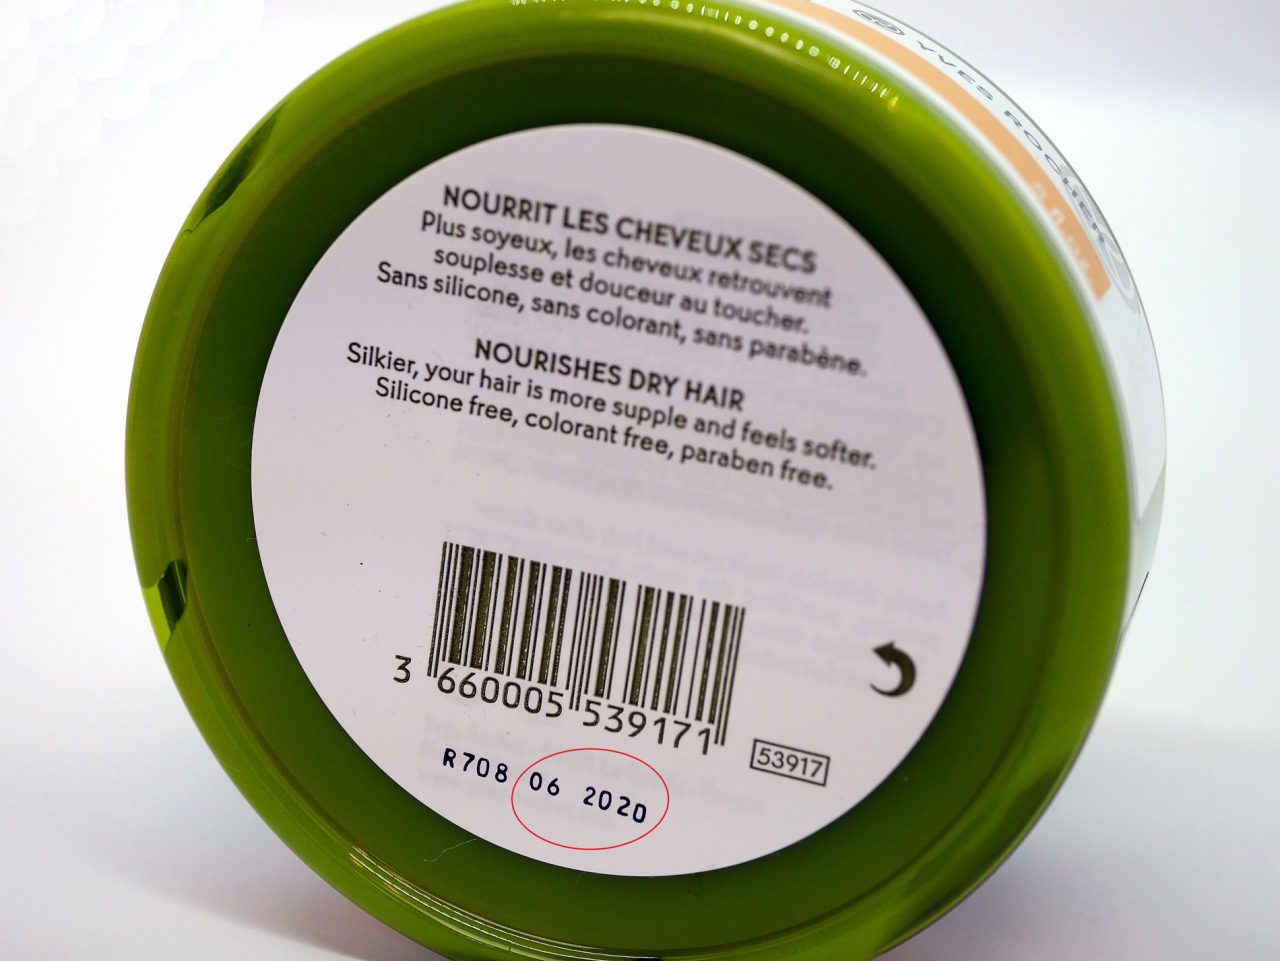 YVES ROCHER
NOURRIT LES CHEVEUX SECS
Plus soyeux, les cheveux retrouvent
souplesse et douceur au toucher.
Sans silicone, sans colorant, sans parabène.
NOURISHES DRY HAIR
Silkier, your hair is more supple and feels softer.
Silicone free, colorant free, paraben free.
3 660005 539171
53917
R708 06 2020